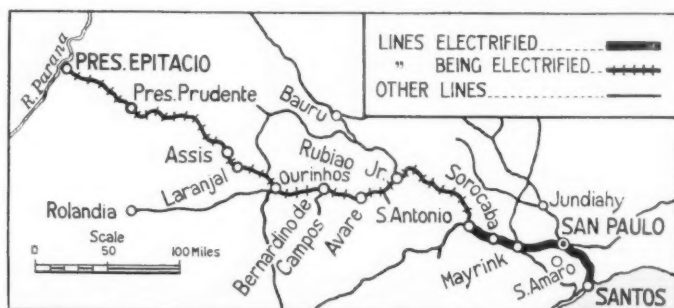 LINES ELECTRIFIED
" BEING ELECTRIFIED
OTHER LINES
R. Parana
PRES. EPITACIO
Pres. Prudente
Bauru
Assis
Laranjal
Ourinhos
Rubiao Jr.
Rolandia
Bernardino de
Campos
Avare
S. Antonio
Sorocaba
Mayrink
Jundiahy
SAN PAULO
S. Amaro
SANTOS
Scale
0 50 100 Miles